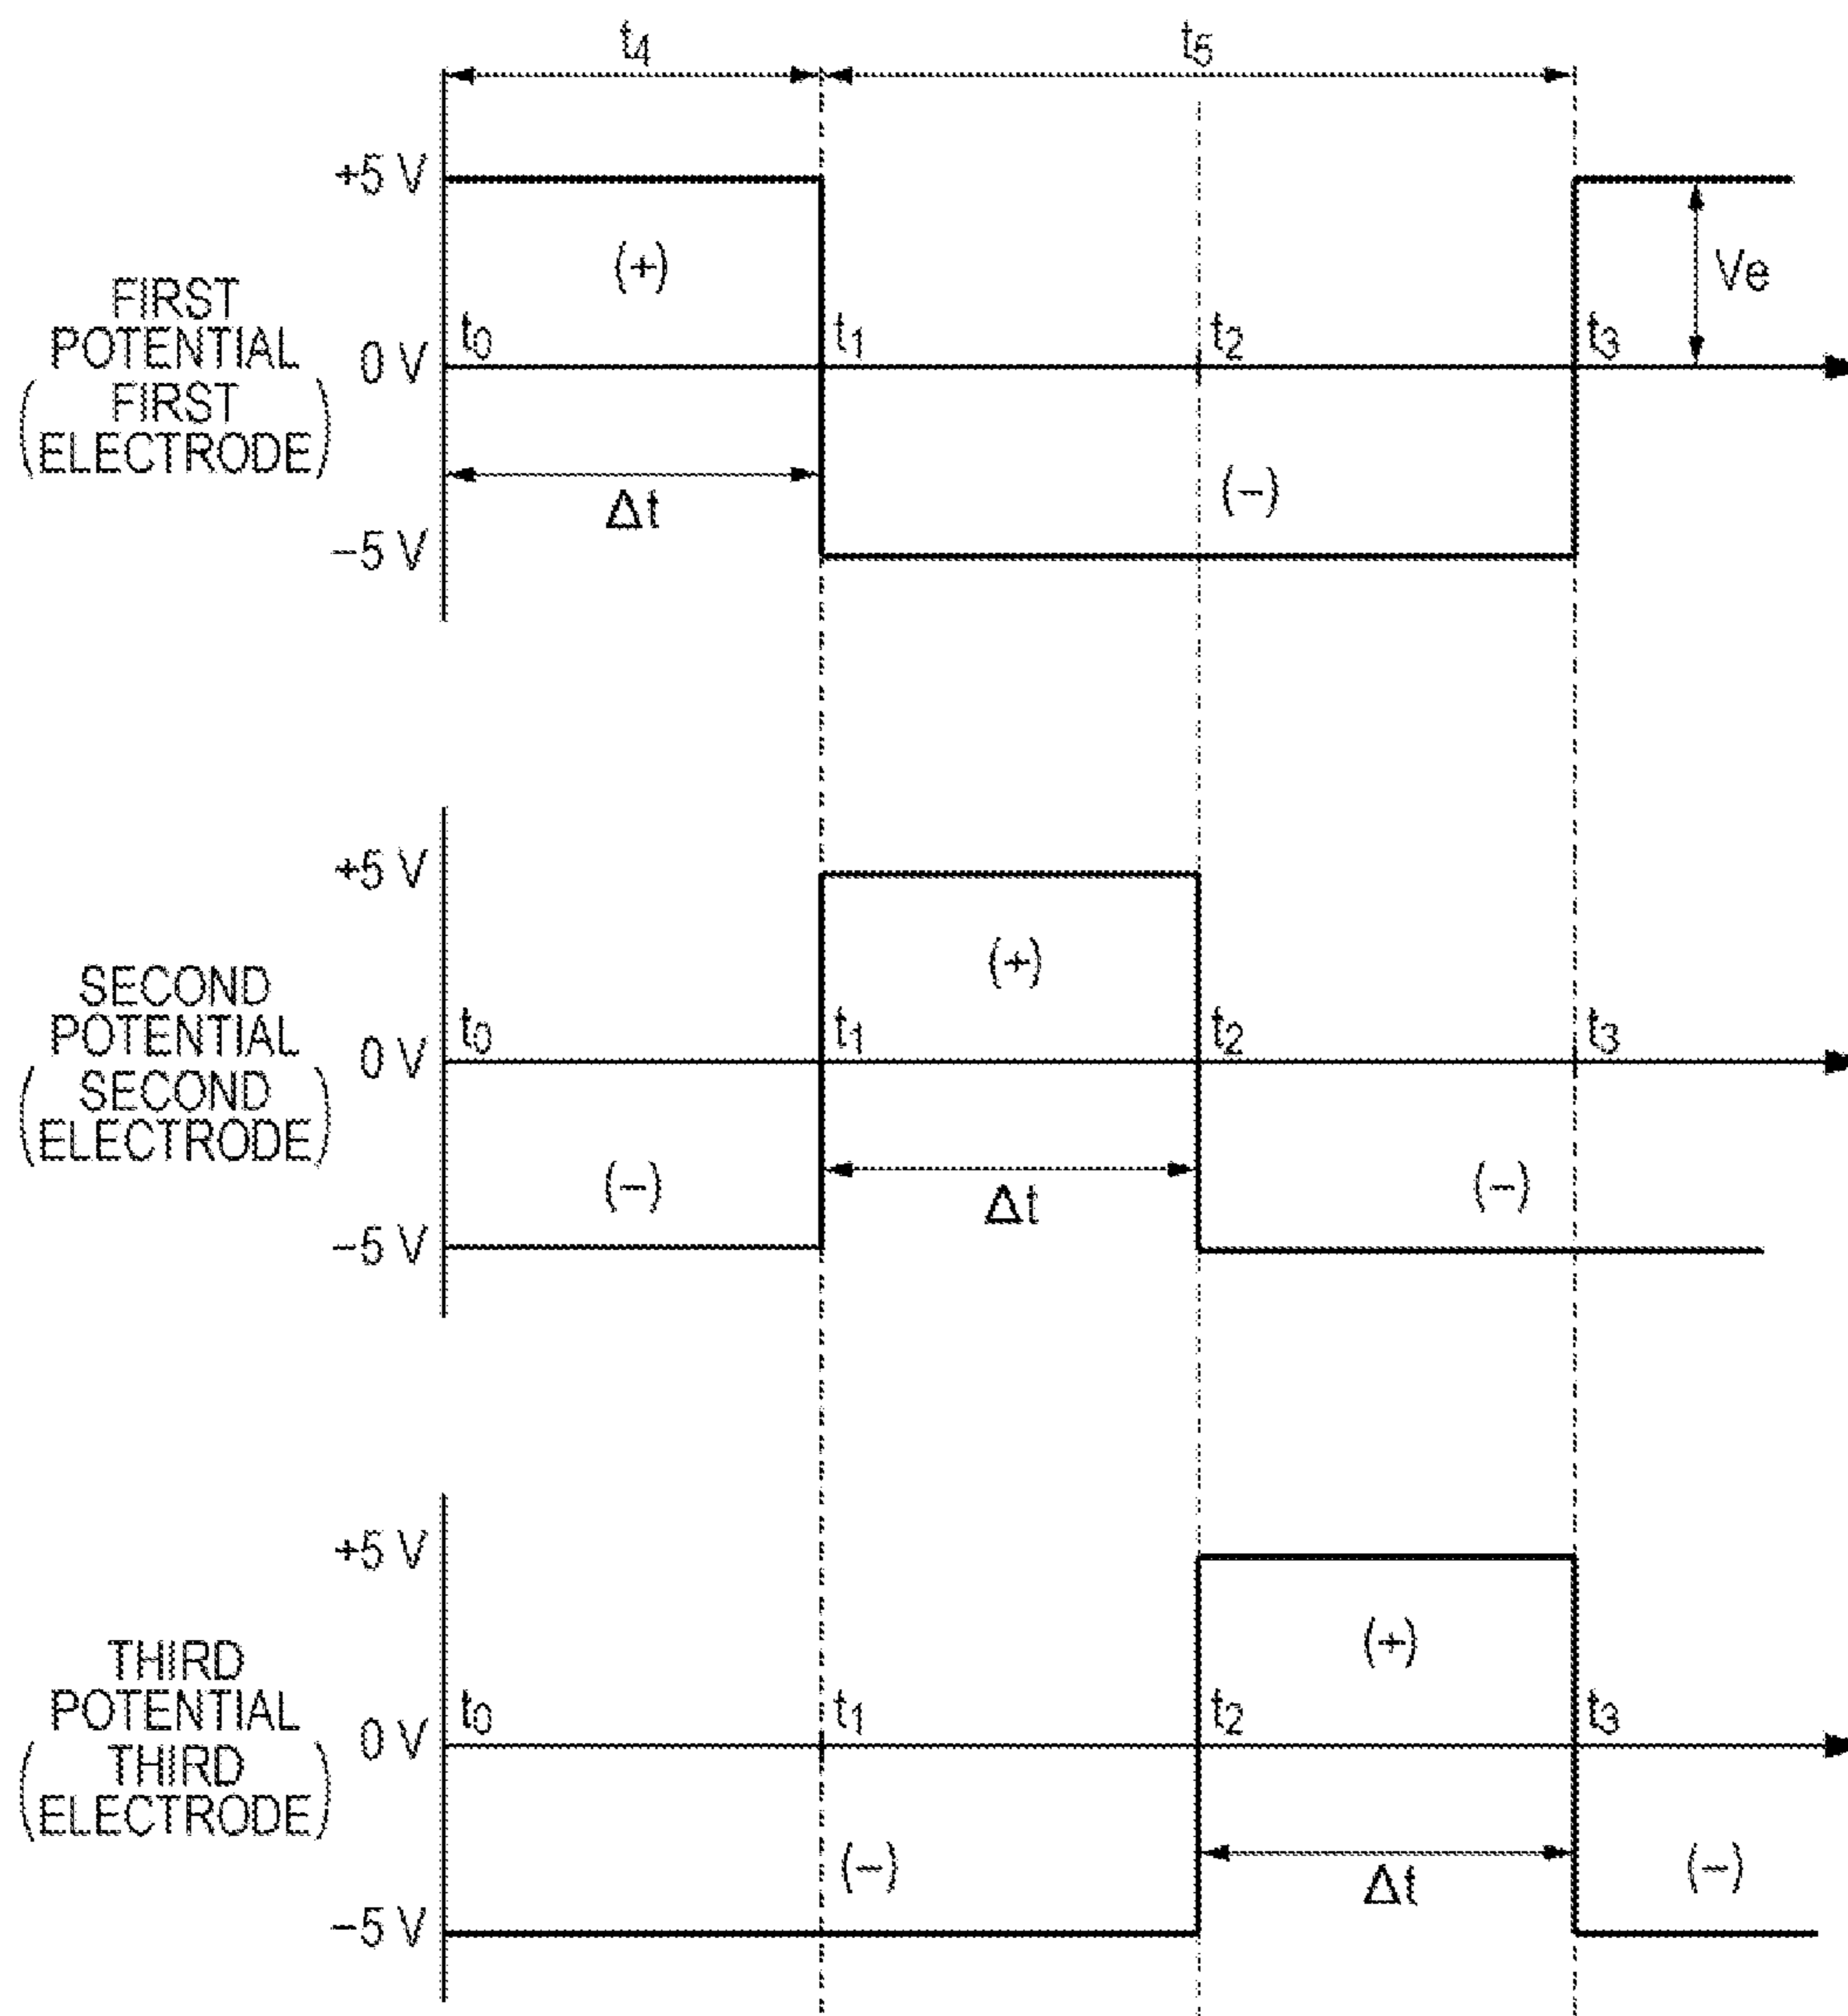 t4 t5
+5 V
(+) Ve
FIRST
POTENTIAL t0 t1 t2 t3
0 V
(FIRST
ELECTRODE)
Δt (−)
−5 V
+5 V
(+)
SECOND
POTENTIAL t0 t1 t2 t3
0 V
(SECOND
ELECTRODE)
(−) Δt (−)
−5 V
+5 V
(+)
THIRD
POTENTIAL t0 t1 t2 t3
0 V
(THIRD
ELECTRODE)
(−) Δt (−)
−5 V